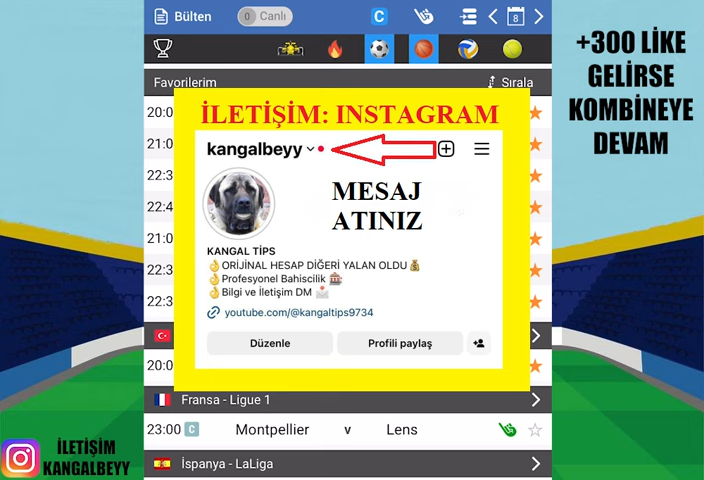 Bülten
0 Canlı
C
8
Favorilerim
Sırala
+300 LİKE
GELİRSE
KOMBİNEYE
DEVAM
20:0
21:0
22:3
22:4
21:0
22:3
22:3
20:0
İLETİŞİM: INSTAGRAM
kangalbeyy
MESAJ
ATINIZ
KANGAL TİPS
👌ORİJİNAL HESAP DİĞERİ YALAN OLDU💰
👌Profesyonel Bahiscilik 🎰
👌Bilgi ve İletişim DM 📩
youtube.com/@kangaltips9734
Düzenle
Profili paylaş
Fransa - Ligue 1
23:00 C Montpellier v Lens
İspanya - LaLiga
İLETİŞİM
KANGALBEYY